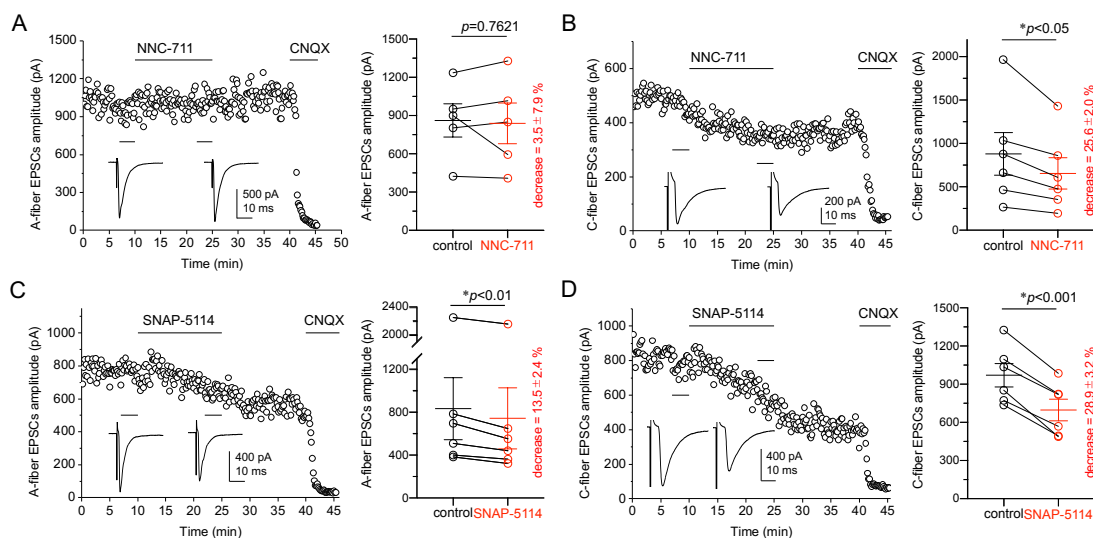 A
NNC-711
CNQX
A-fiber EPSCs amplitude (pA)
1500
1200
900
600
300
0
500 pA
10 ms
0 5 10 15 20 25 30 35 40 45 50
Time (min)
p=0.7621
A-fiber EPSCs amplitude (pA)
1500
1200
900
600
300
0
control NNC-711
decrease = 3.5 ± 7.9 %
B
NNC-711
CNQX
C-fiber EPSCs amplitude (pA)
600
400
200
0
200 pA
10 ms
0 5 10 15 20 25 30 35 40 45
Time (min)
*p<0.05
C-fiber EPSCs amplitude (pA)
2000
1500
1000
500
0
control NNC-711
decrease = 25.6 ± 2.0 %
C
SNAP-5114
CNQX
A-fiber EPSCs amplitude (pA)
1000
800
600
400
200
0
400 pA
10 ms
0 5 10 15 20 25 30 35 40 45
Time (min)
*p<0.01
A-fiber EPSCs amplitude (pA)
2400
2200
1200
800
400
0
control SNAP-5114
decrease = 13.5 ± 2.4 %
D
SNAP-5114
CNQX
C-fiber EPSCs amplitude (pA)
1000
800
600
400
200
0
400 pA
10 ms
0 5 10 15 20 25 30 35 40 45
Time (min)
*p<0.001
C-fiber EPSCs amplitude (pA)
1500
1200
900
600
300
0
control SNAP-5114
decrease = 28.9 ± 3.2 %